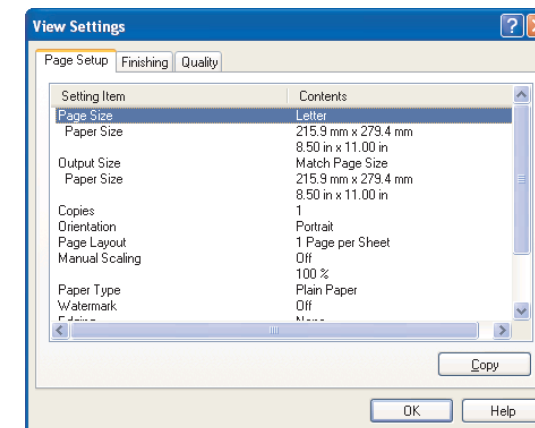 View Settings
Page Setup Finishing Quality
Setting Item Contents
Page Size Letter
Paper Size 215.9 mm x 279.4 mm
8.50 in x 11.00 in
Output Size Match Page Size
Paper Size 215.9 mm x 279.4 mm
8.50 in x 11.00 in
Copies 1
Orientation Portrait
Page Layout 1 Page per Sheet
Manual Scaling Off
100 %
Paper Type Plain Paper
Watermark Off
Copy
OK Help